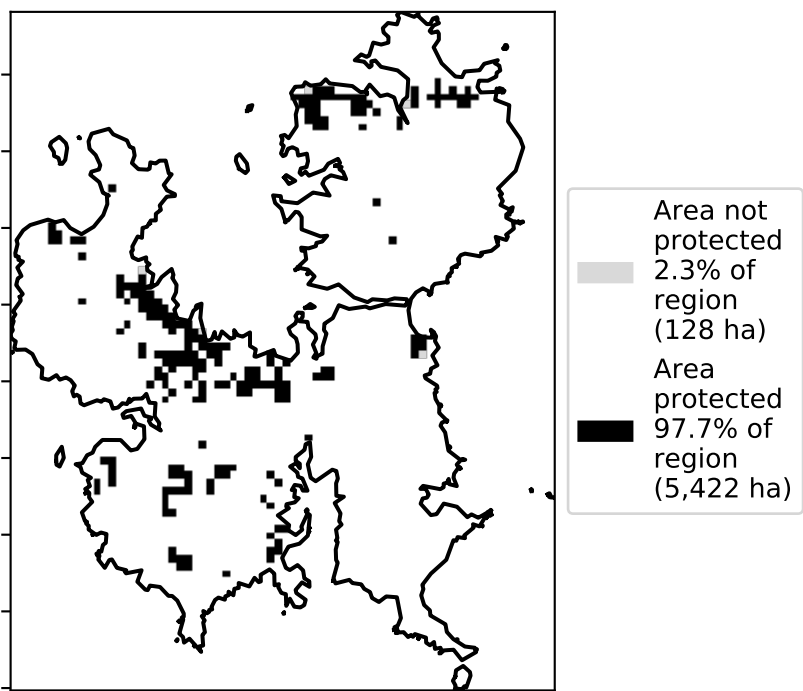 Area not
protected
2.3% of
region
(128 ha)
Area
protected
97.7% of
region
(5,422 ha)